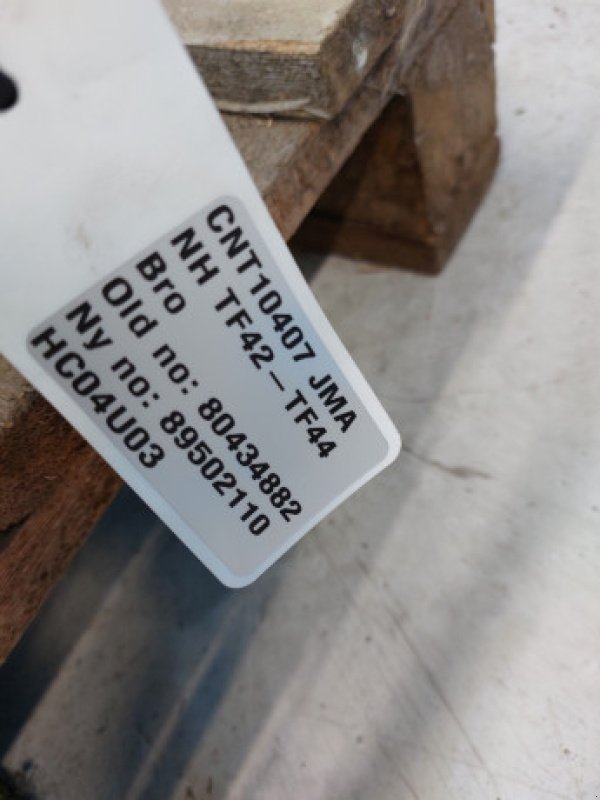 CNT10407 JMA
NH TF42-TF44
Bro
Old no: 80434882
Ny no: 89502110
HC04U03